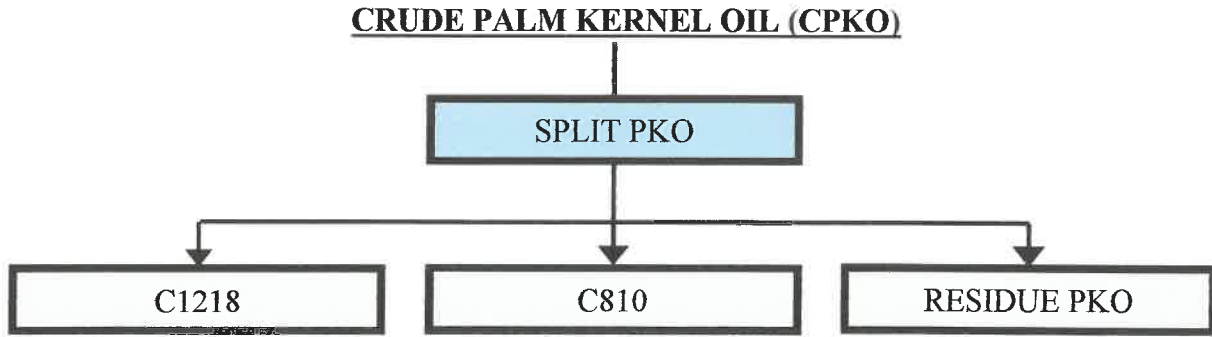 CRUDE PALM KERNEL OIL (CPKO)
SPLIT PKO
C1218
C810
RESIDUE PKO